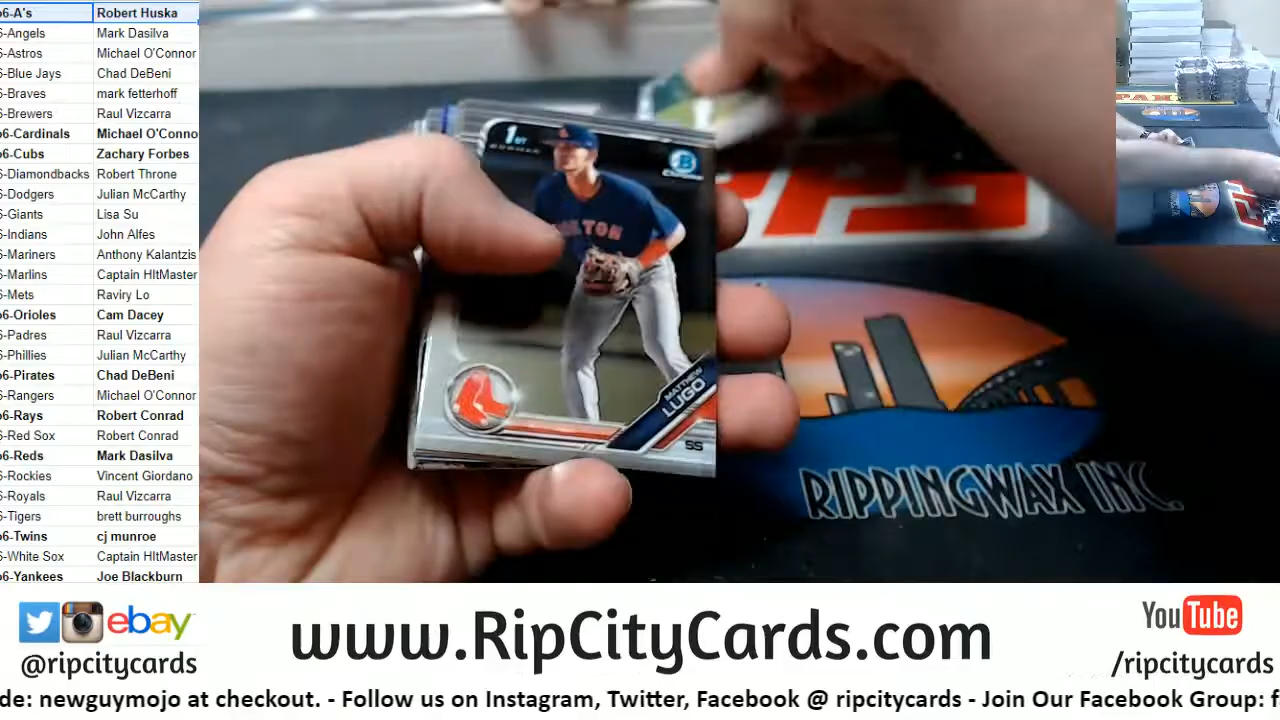 6-A's Robert Huska
6-Angels Mark Dasilva
6-Astros Michael O'Connor
6-Blue Jays Chad DeBeni
6-Braves mark fetterhoff
6-Brewers Raul Vizcarra
6-Cardinals Michael O'Conno
6-Cubs Zachary Forbes
6-Diamondbacks Robert Throne
6-Dodgers Julian McCarthy
6-Giants Lisa Su
6-Indians John Alfes
6-Mariners Anthony Kalantzis
6-Marlins Captain HItMaster
6-Mets Raviry Lo
6-Orioles Cam Dacey
6-Padres Raul Vizcarra
6-Phillies Julian McCarthy
6-Pirates Chad DeBeni
6-Rangers Michael O'Connor
6-Rays Robert Conrad
6-Red Sox Robert Conrad
6-Reds Mark Dasilva
6-Rockies Vincent Giordano
6-Royals Raul Vizcarra
6-Tigers brett burroughs
6-Twins cj munroe
6-White Sox Captain HItMaster
6-Yankees Joe Blackburn
1ST
BOWMAN
B
MATTHEW
LUGO
SS
RIPPINGWAX INC.
ebay
@ripcitycards
www.RipCityCards.com
YouTube
/ripcitycards
de: newguymojo at checkout. - Follow us on Instagram, Twitter, Facebook @ ripcitycards - Join Our Facebook Group: f